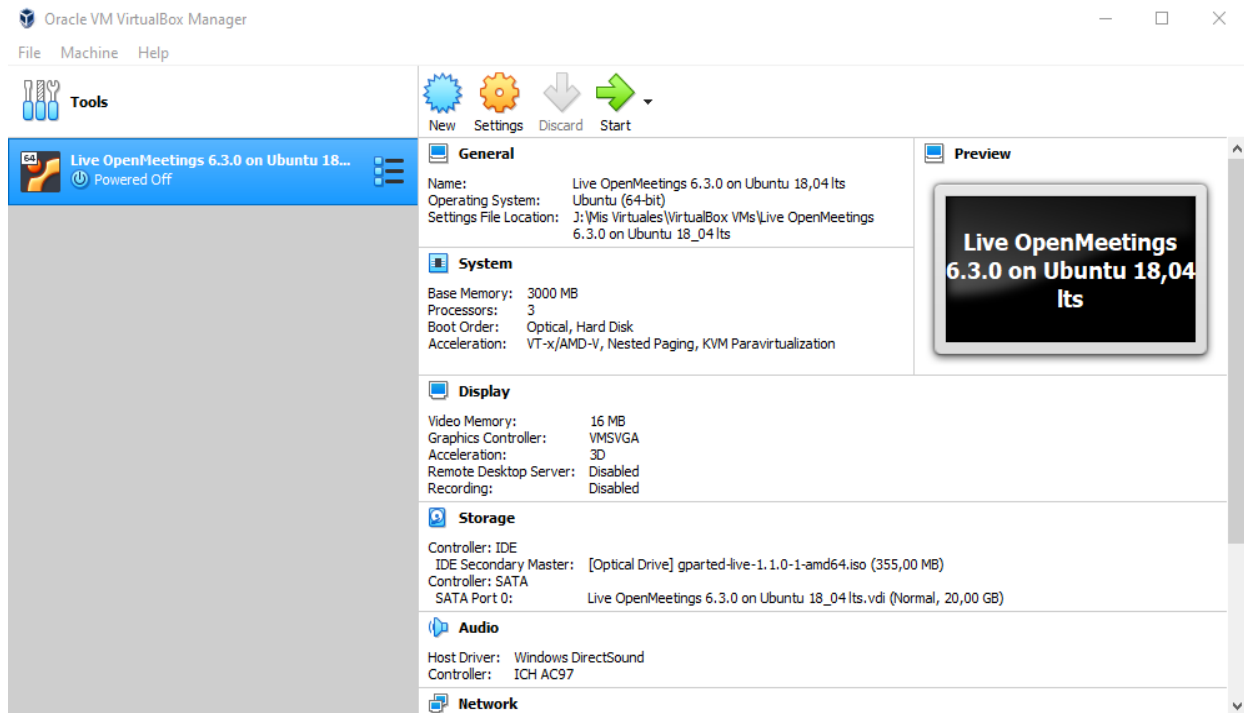 Oracle VM VirtualBox Manager
File Machine Help
Tools
New Settings Discard Start
64
Live OpenMeetings 6.3.0 on Ubuntu 18...
Powered Off
General
Name: Live OpenMeetings 6.3.0 on Ubuntu 18,04 lts
Operating System: Ubuntu (64-bit)
Settings File Location: J:\Mis Virtuales\VirtualBox VMs\Live OpenMeetings
6.3.0 on Ubuntu 18_04 lts
Preview
Live OpenMeetings
6.3.0 on Ubuntu 18,04
lts
System
Base Memory: 3000 MB
Processors: 3
Boot Order: Optical, Hard Disk
Acceleration: VT-x/AMD-V, Nested Paging, KVM Paravirtualization
Display
Video Memory: 16 MB
Graphics Controller: VMSVGA
Acceleration: 3D
Remote Desktop Server: Disabled
Recording: Disabled
Storage
Controller: IDE
IDE Secondary Master: [Optical Drive] gparted-live-1.1.0-1-amd64.iso (355,00 MB)
Controller: SATA
SATA Port 0: Live OpenMeetings 6.3.0 on Ubuntu 18_04 lts.vdi (Normal, 20,00 GB)
Audio
Host Driver: Windows DirectSound
Controller: ICH AC97
Network